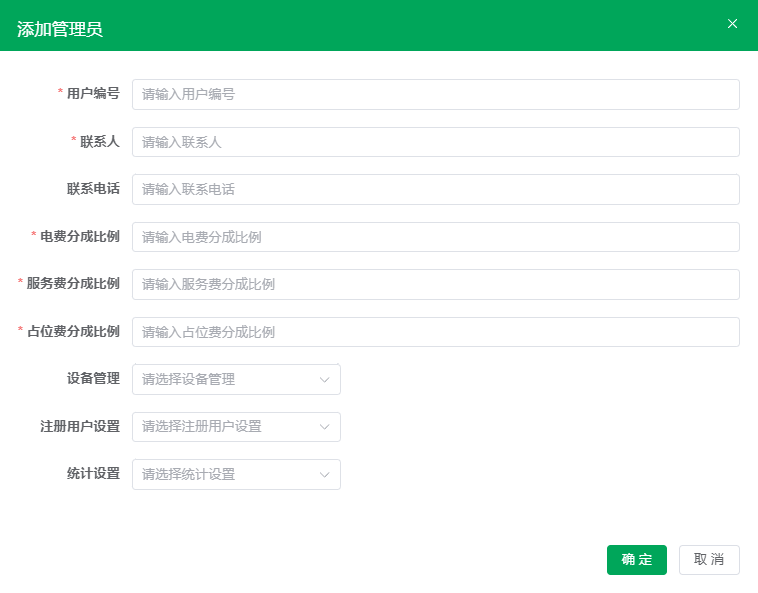 添加管理员
* 用户编号 请输入用户编号
* 联系人 请输入联系人
联系电话 请输入联系电话
* 电费分成比例 请输入电费分成比例
* 服务费分成比例 请输入服务费分成比例
* 占位费分成比例 请输入占位费分成比例
设备管理 请选择设备管理
注册用户设置 请选择注册用户设置
统计设置 请选择统计设置
确 定 取 消